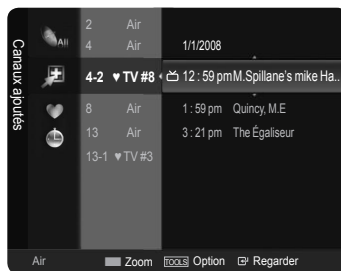 Canaux ajoutés
All
2 Air
4 Air 1/1/2008
4-2 ♥ TV #8 12 : 59 pm M.Spillane's mike Ha..
8 Air 1 : 59 pm Quincy, M.E
13 Air 3 : 21 pm The Égaliseur
13-1 ♥ TV #3
Air Zoom TOOLS Option Regarder